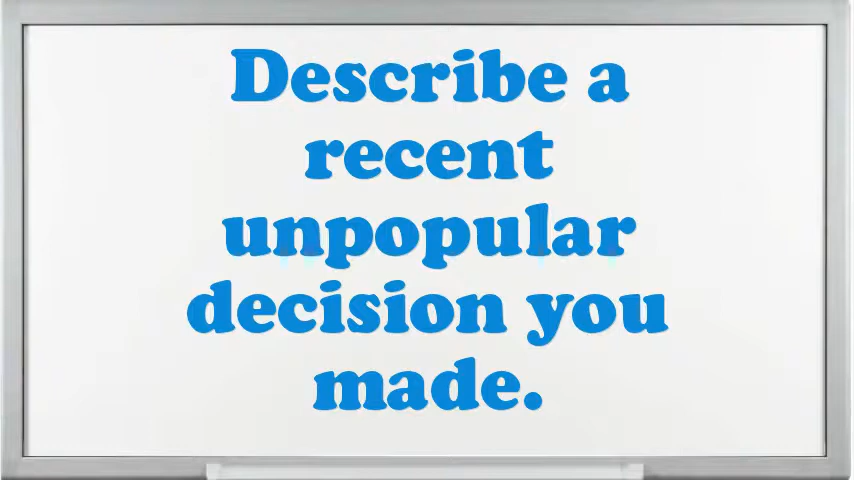 Describe a
recent
unpopular
decision you
made.